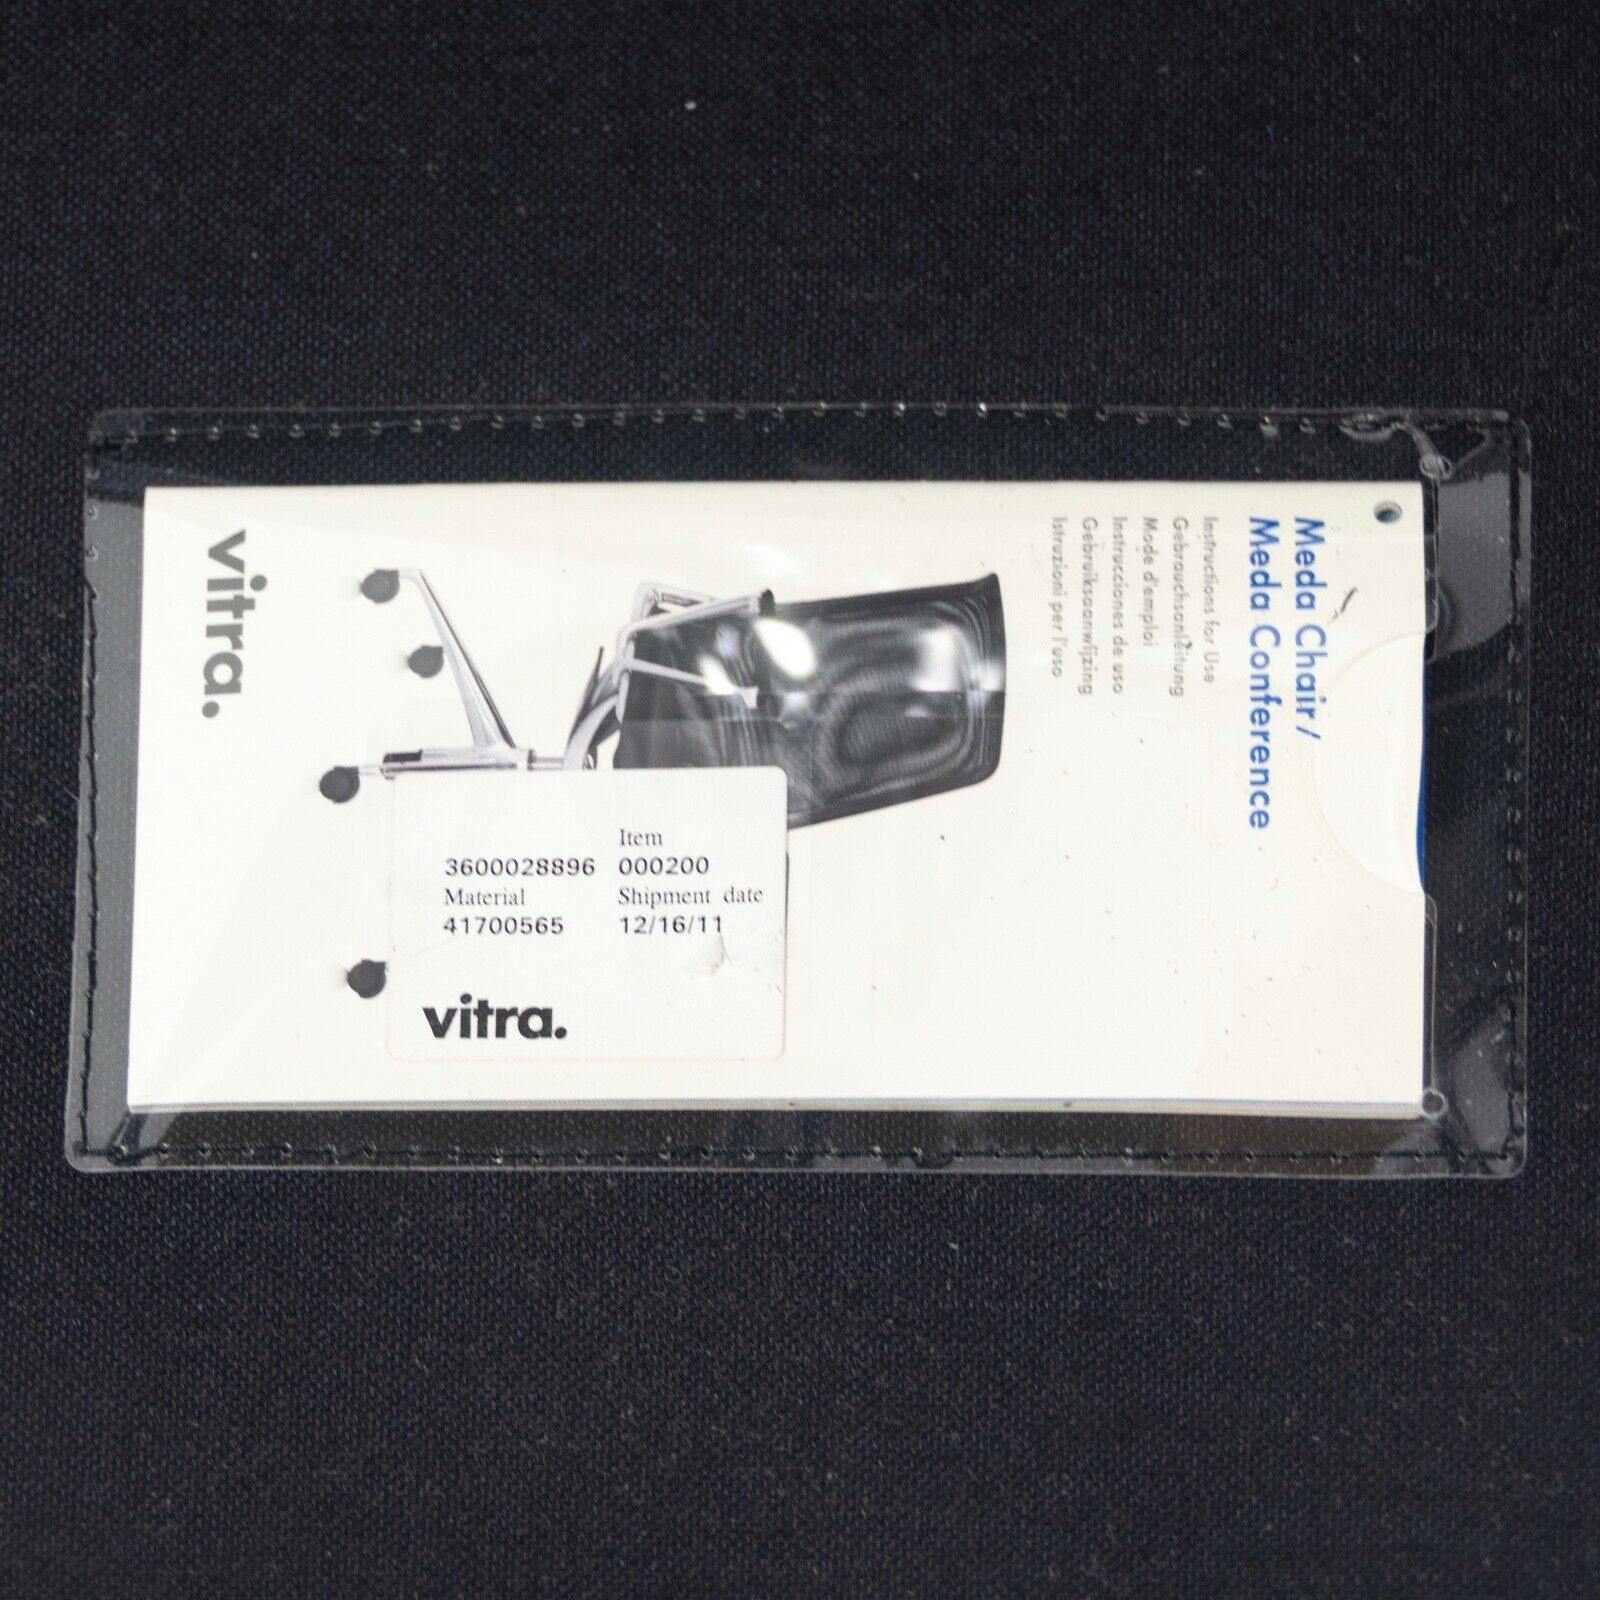 Meda Chair/
Meda Conference
Instructions for Use
Gebrauchsanleitung
Mode d'emploi
Instrucciones de uso
Gebruiksaanwijzing
Istruzioni per l'uso
vitra.
Item
3600028896 000200
Material Shipment date
41700565 12/16/11
vitra.